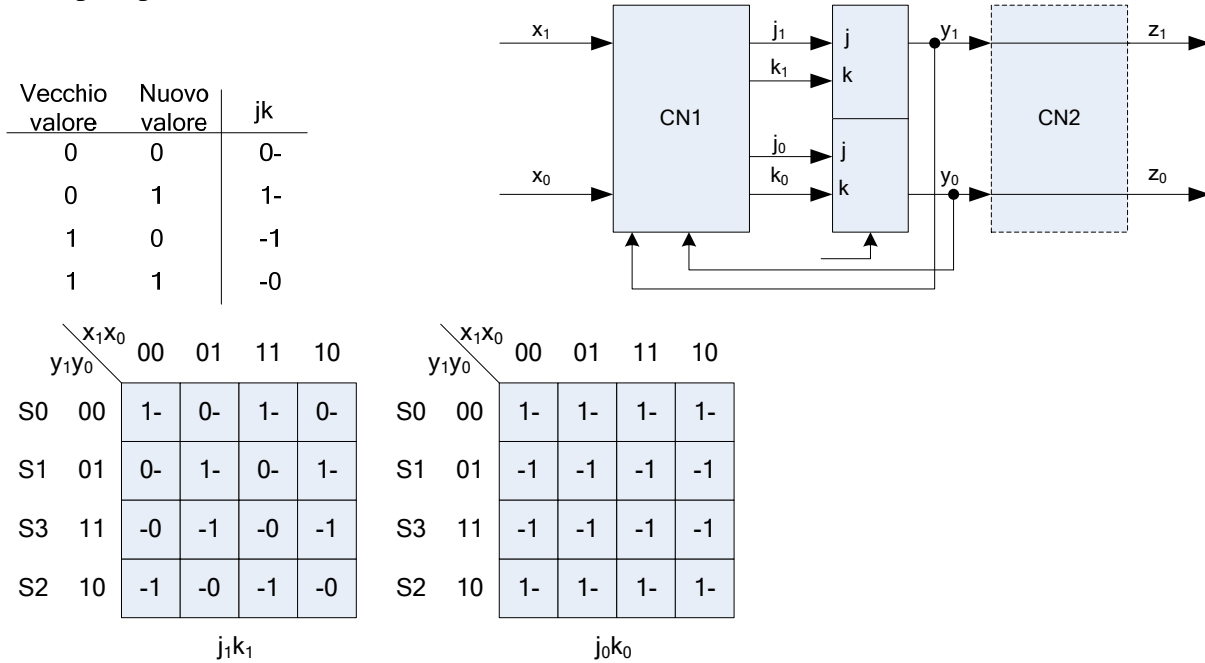 x1 j1 j y1 z1
k1 k
CN1 CN2
j0 j
x0 k0 k y0 z0
Vecchio valore Nuovo valore jk
0 0 0-
0 1 1-
1 0 -1
1 1 -0
x1x0 00 01 11 10
y1y0
S0 00 1- 0- 1- 0-
S1 01 0- 1- 0- 1-
S3 11 -0 -1 -0 -1
S2 10 -1 -0 -1 -0
j1k1
x1x0 00 01 11 10
y1y0
S0 00 1- 1- 1- 1-
S1 01 -1 -1 -1 -1
S3 11 -1 -1 -1 -1
S2 10 1- 1- 1- 1-
j0k0